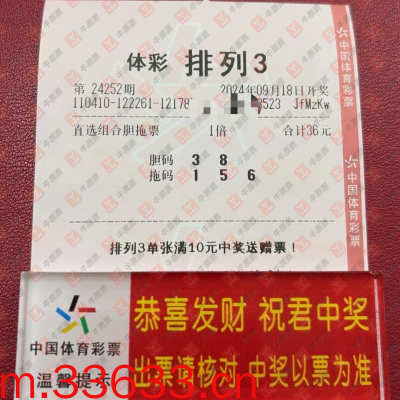 体彩 排列3
第 24252期 2024年09月18日开奖
110410-122261-12178 523 JfMzKw
直选组合胆拖票 1倍 合计36元
胆码 3 8
拖码 1 5 6
排列3单张满10元中奖送赠票!
中国体育彩票
中国体育彩票
恭喜发财 祝君中奖
中国体育彩票
出票请核对 中奖以票为准
温馨提示
m.33633.cn